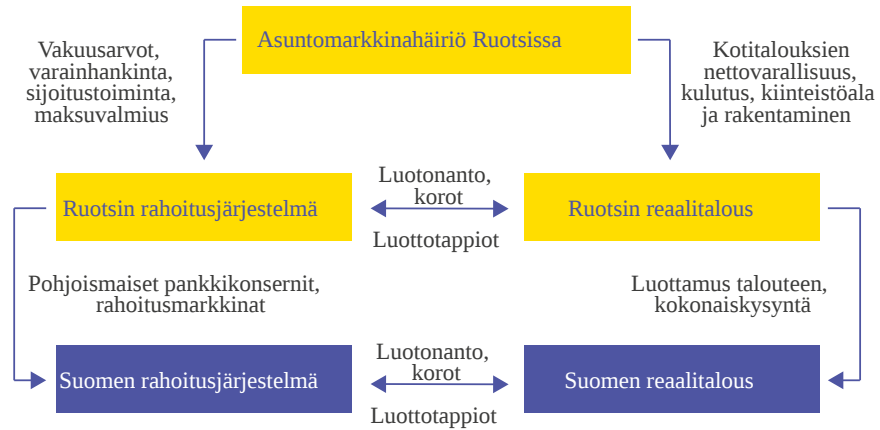 Asuntomarkkinahäiriö Ruotsissa
Vakuusarvot,
varainhankinta,
sijoitustoiminta,
maksuvalmius
Kotitalouksien
nettovarallisuus,
kulutus, kiinteistöala
ja rakentaminen
Ruotsin rahoitusjärjestelmä
Luotonanto,
korot
Luottotappiot
Ruotsin reaalitalous
Pohjoismaiset pankkikonsernit,
rahoitusmarkkinat
Luottamus talouteen,
kokonaiskysyntä
Suomen rahoitusjärjestelmä
Luotonanto,
korot
Luottotappiot
Suomen reaalitalous